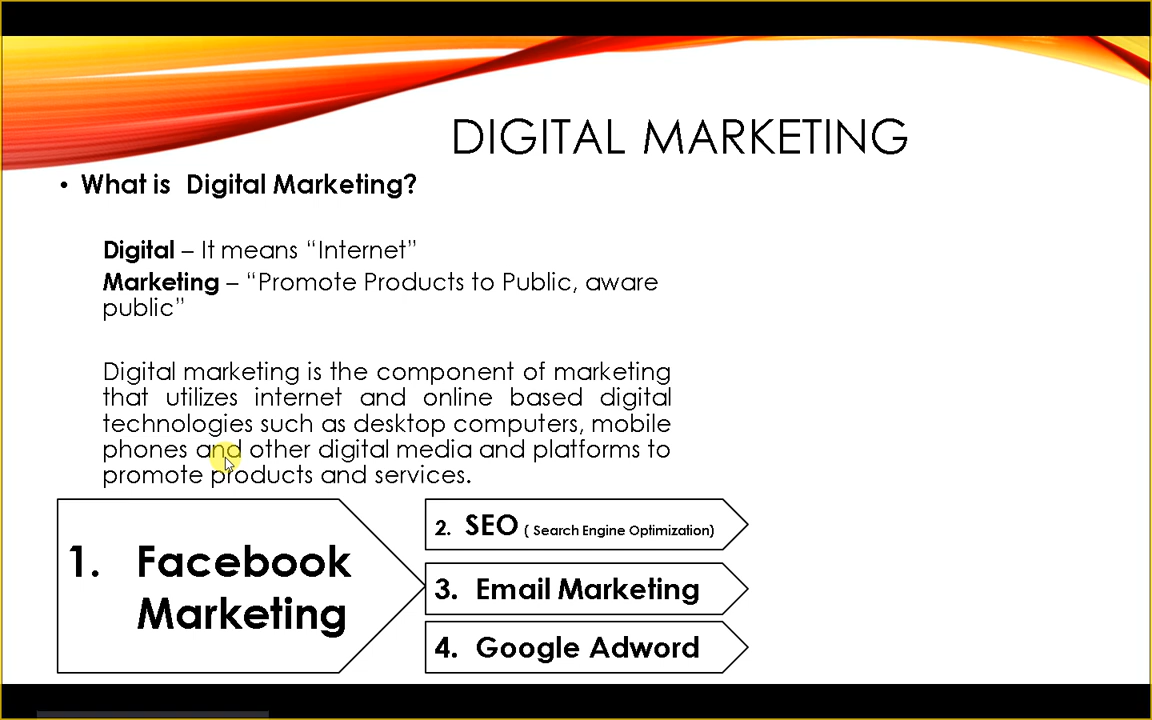 DIGITAL MARKETING
• What is  Digital Marketing?
Digital – It means “Internet”
Marketing – “Promote Products to Public, aware
public”
Digital marketing is the component of marketing
that utilizes internet and online based digital
technologies such as desktop computers, mobile
phones and other digital media and platforms to
promote products and services.
1. Facebook
Marketing
2. SEO ( Search Engine Optimization)
3. Email Marketing
4. Google Adword